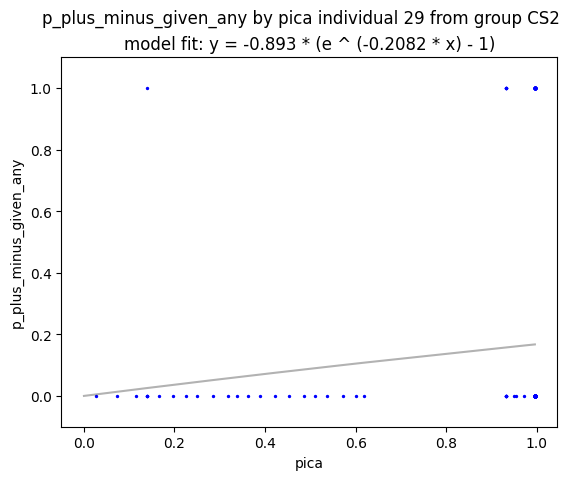 p_plus_minus_given_any by pica individual 29 from group CS2
model fit: y = -0.893 * (e ^ (-0.2082 * x) - 1)
1.0
0.8
0.6
0.4
0.2
0.0
p_plus_minus_given_any
0.0 0.2 0.4 0.6 0.8 1.0
pica